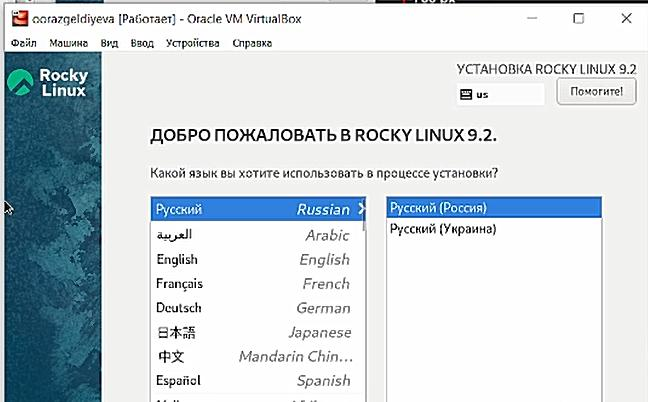 oorazgeldiyeva [Работает] - Oracle VM VirtualBox
Файл Машина Вид Ввод Устройства Справка
Rocky
Linux
УСТАНОВКА ROCKY LINUX 9.2
us Помогите!
ДОБРО ПОЖАЛОВАТЬ В ROCKY LINUX 9.2.
Какой язык вы хотите использовать в процессе установки?
Русский Russian Русский (Россия)
العربية Arabic Русский (Украина)
English English
Français French
Deutsch German
日本語 Japanese
中文 Mandarin Chin...
Español Spanish